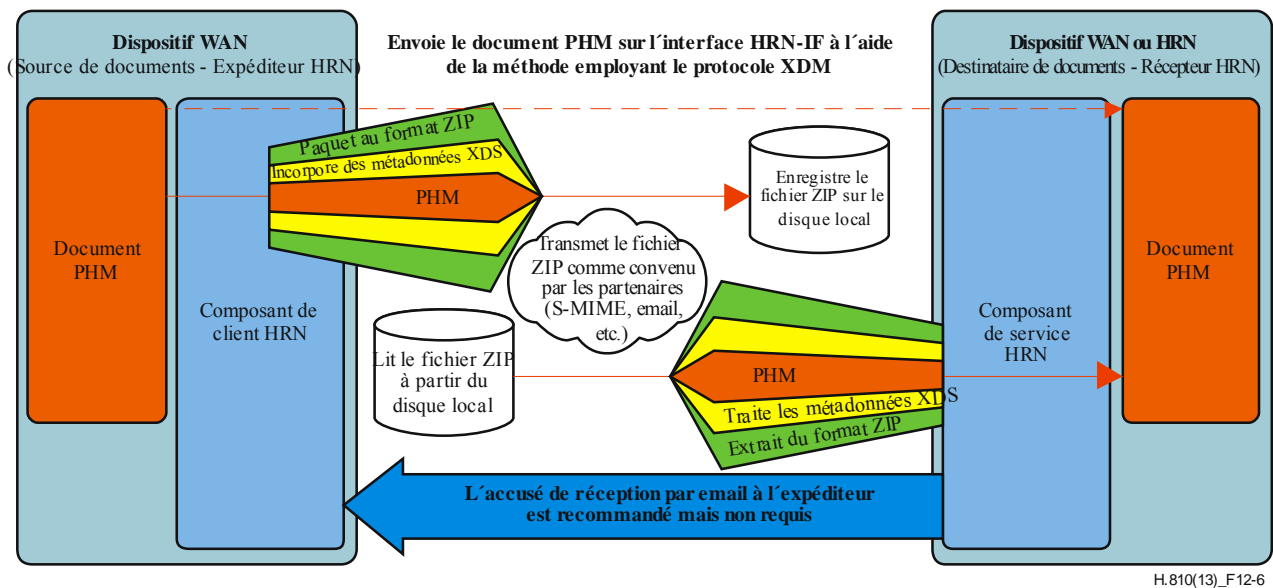 Dispositif WAN
(Source de documents - Expéditeur HRN)
Envoie le document PHM sur l´interface HRN-IF à l´aide
de la méthode employant le protocole XDM
Dispositif WAN ou HRN
(Destinataire de documents - Récepteur HRN)
Document
PHM
Composant de
client HRN
Paquet au format ZIP
Incorpore des métadonnées XDS
PHM
Enregistre le
fichier ZIP sur le
disque local
Transmet le fichier
ZIP comme convenu
par les partenaires
(S-MIME, email,
etc.)
Lit le fichier ZIP
à partir du
disque local
PHM
Traite les métadonnées XDS
Extrait du format ZIP
Composant
de service
HRN
Document
PHM
L´accusé de réception par email à l´expéditeur
est recommandé mais non requis
H.810(13)_F12-6